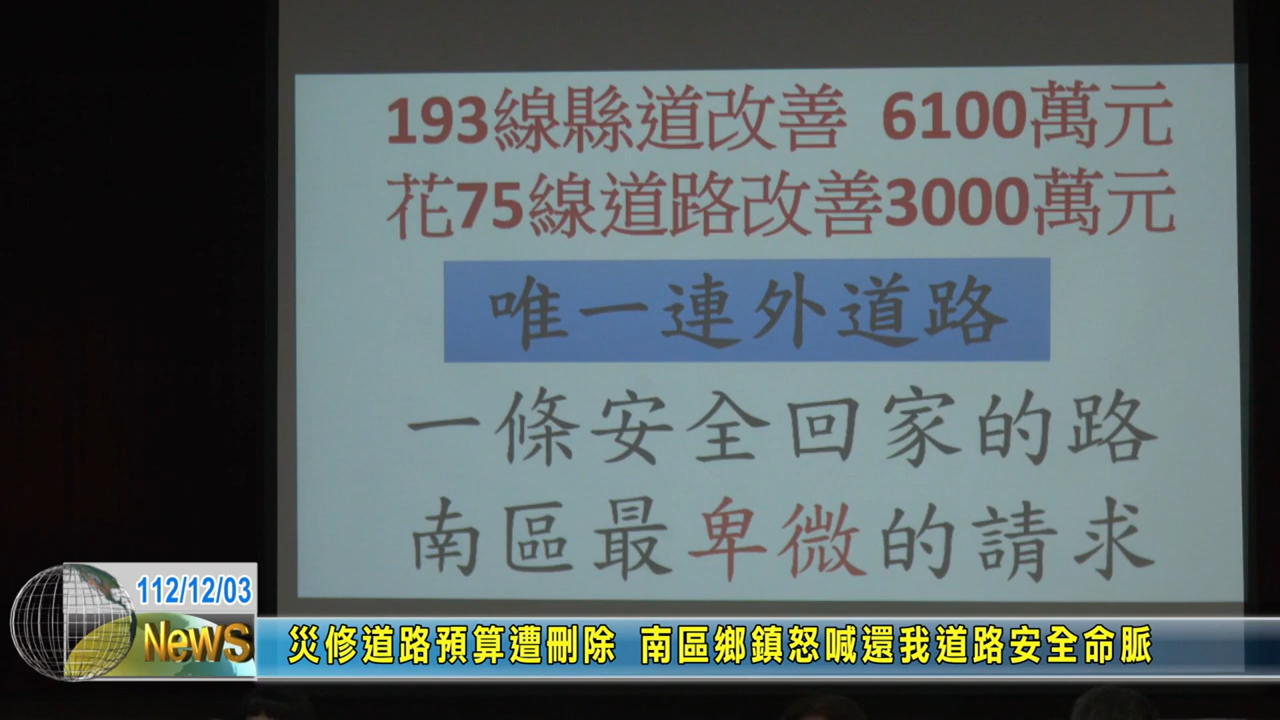 193線縣道改善 6100萬元
花75線道路改善3000萬元
唯一連外道路
一條安全回家的路
南區最卑微的請求
112/12/03
NewS
災修道路預算遭刪除 南區鄉鎮怒喊還我道路安全命脈